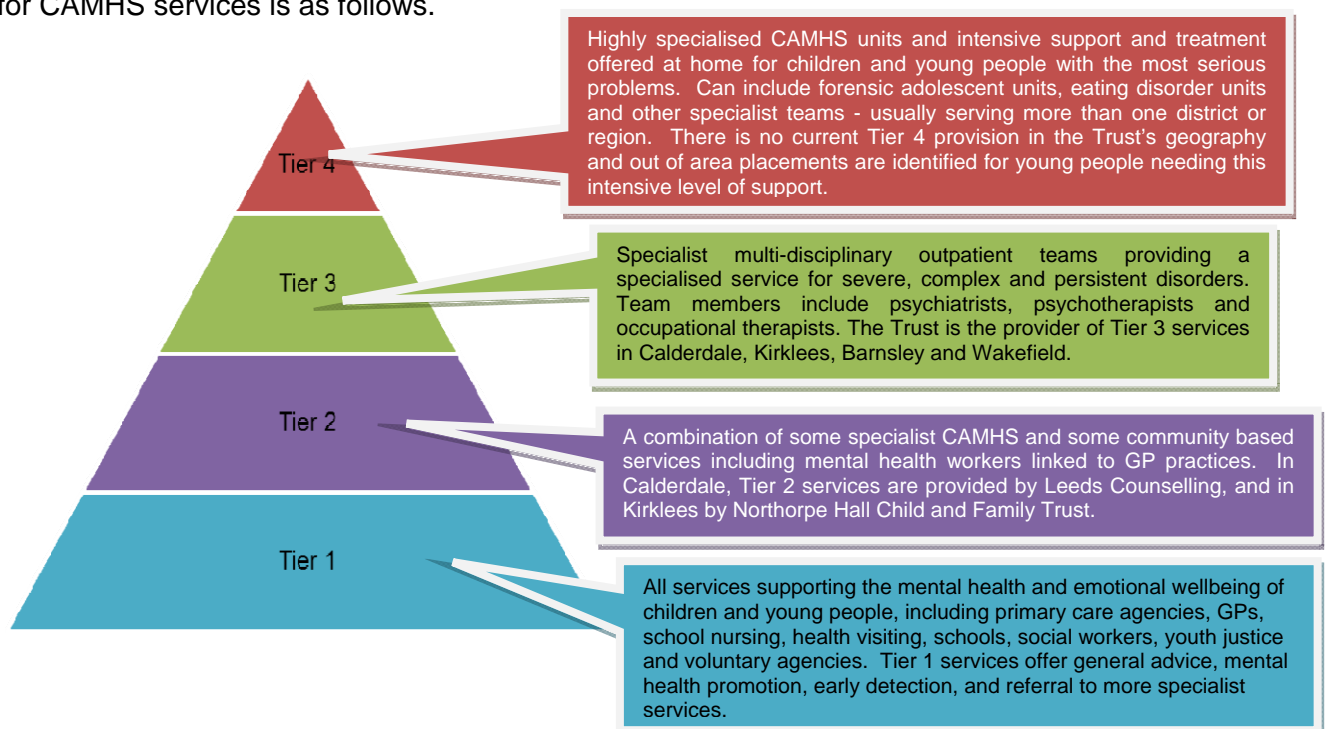 for CAMHS services is as follows.
Highly specialised CAMHS units and intensive support and treatment
offered at home for children and young people with the most serious
problems. Can include forensic adolescent units, eating disorder units
and other specialist teams - usually serving more than one district or
region. There is no current Tier 4 provision in the Trust's geography
and out of area placements are identified for young people needing this
intensive level of support.
Tier 4
Specialist multi-disciplinary outpatient teams providing a
specialised service for severe, complex and persistent disorders.
Team members include psychiatrists, psychotherapists and
occupational therapists. The Trust is the provider of Tier 3 services
in Calderdale, Kirklees, Barnsley and Wakefield.
Tier 3
A combination of some specialist CAMHS and some community based
services including mental health workers linked to GP practices. In
Calderdale, Tier 2 services are provided by Leeds Counselling, and in
Kirklees by Northorpe Hall Child and Family Trust.
Tier 2
All services supporting the mental health and emotional wellbeing of
children and young people, including primary care agencies, GPs,
school nursing, health visiting, schools, social workers, youth justice
and voluntary agencies. Tier 1 services offer general advice, mental
health promotion, early detection, and referral to more specialist
services.
Tier 1